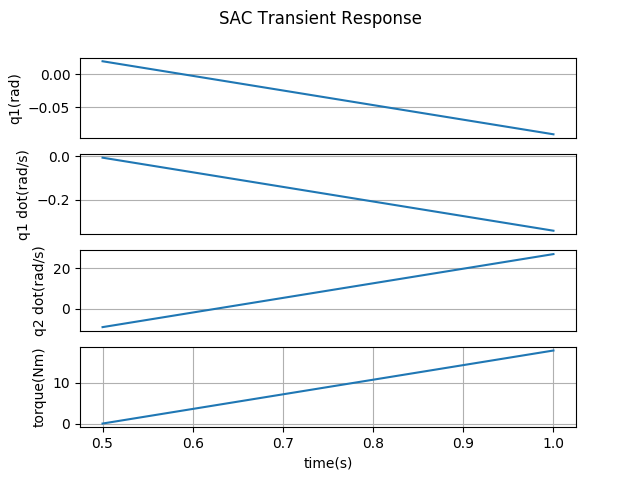 SAC Transient Response
0.00
−0.05
q1(rad)
0.0
−0.2
q1 dot(rad/s)
20
0
q2 dot(rad/s)
10
0
torque(Nm)
0.5 0.6 0.7 0.8 0.9 1.0
time(s)